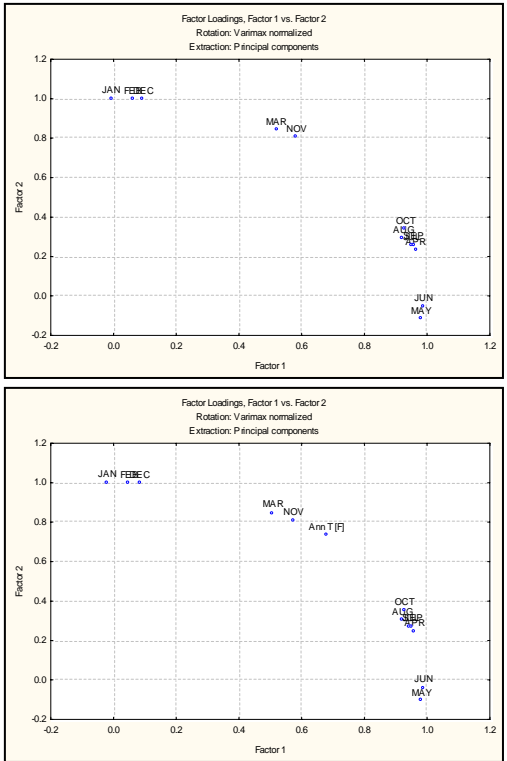 Factor Loadings, Factor 1 vs. Factor 2
Rotation: Varimax normalized
Extraction: Principal components
1.2
1.0
0.8
0.6
0.4
0.2
0.0
-0.2
Factor 2
JAN DEC
MAR
NOV
OCT
AUG
APR
JUN
MAY
-0.2 0.0 0.2 0.4 0.6 0.8 1.0 1.2
Factor 1
Factor Loadings, Factor 1 vs. Factor 2
Rotation: Varimax normalized
Extraction: Principal components
1.2
1.0
0.8
0.6
0.4
0.2
0.0
-0.2
Factor 2
JAN DEC
MAR
NOV
Ann T [F]
OCT
AUG
APR
JUN
MAY
-0.2 0.0 0.2 0.4 0.6 0.8 1.0 1.2
Factor 1